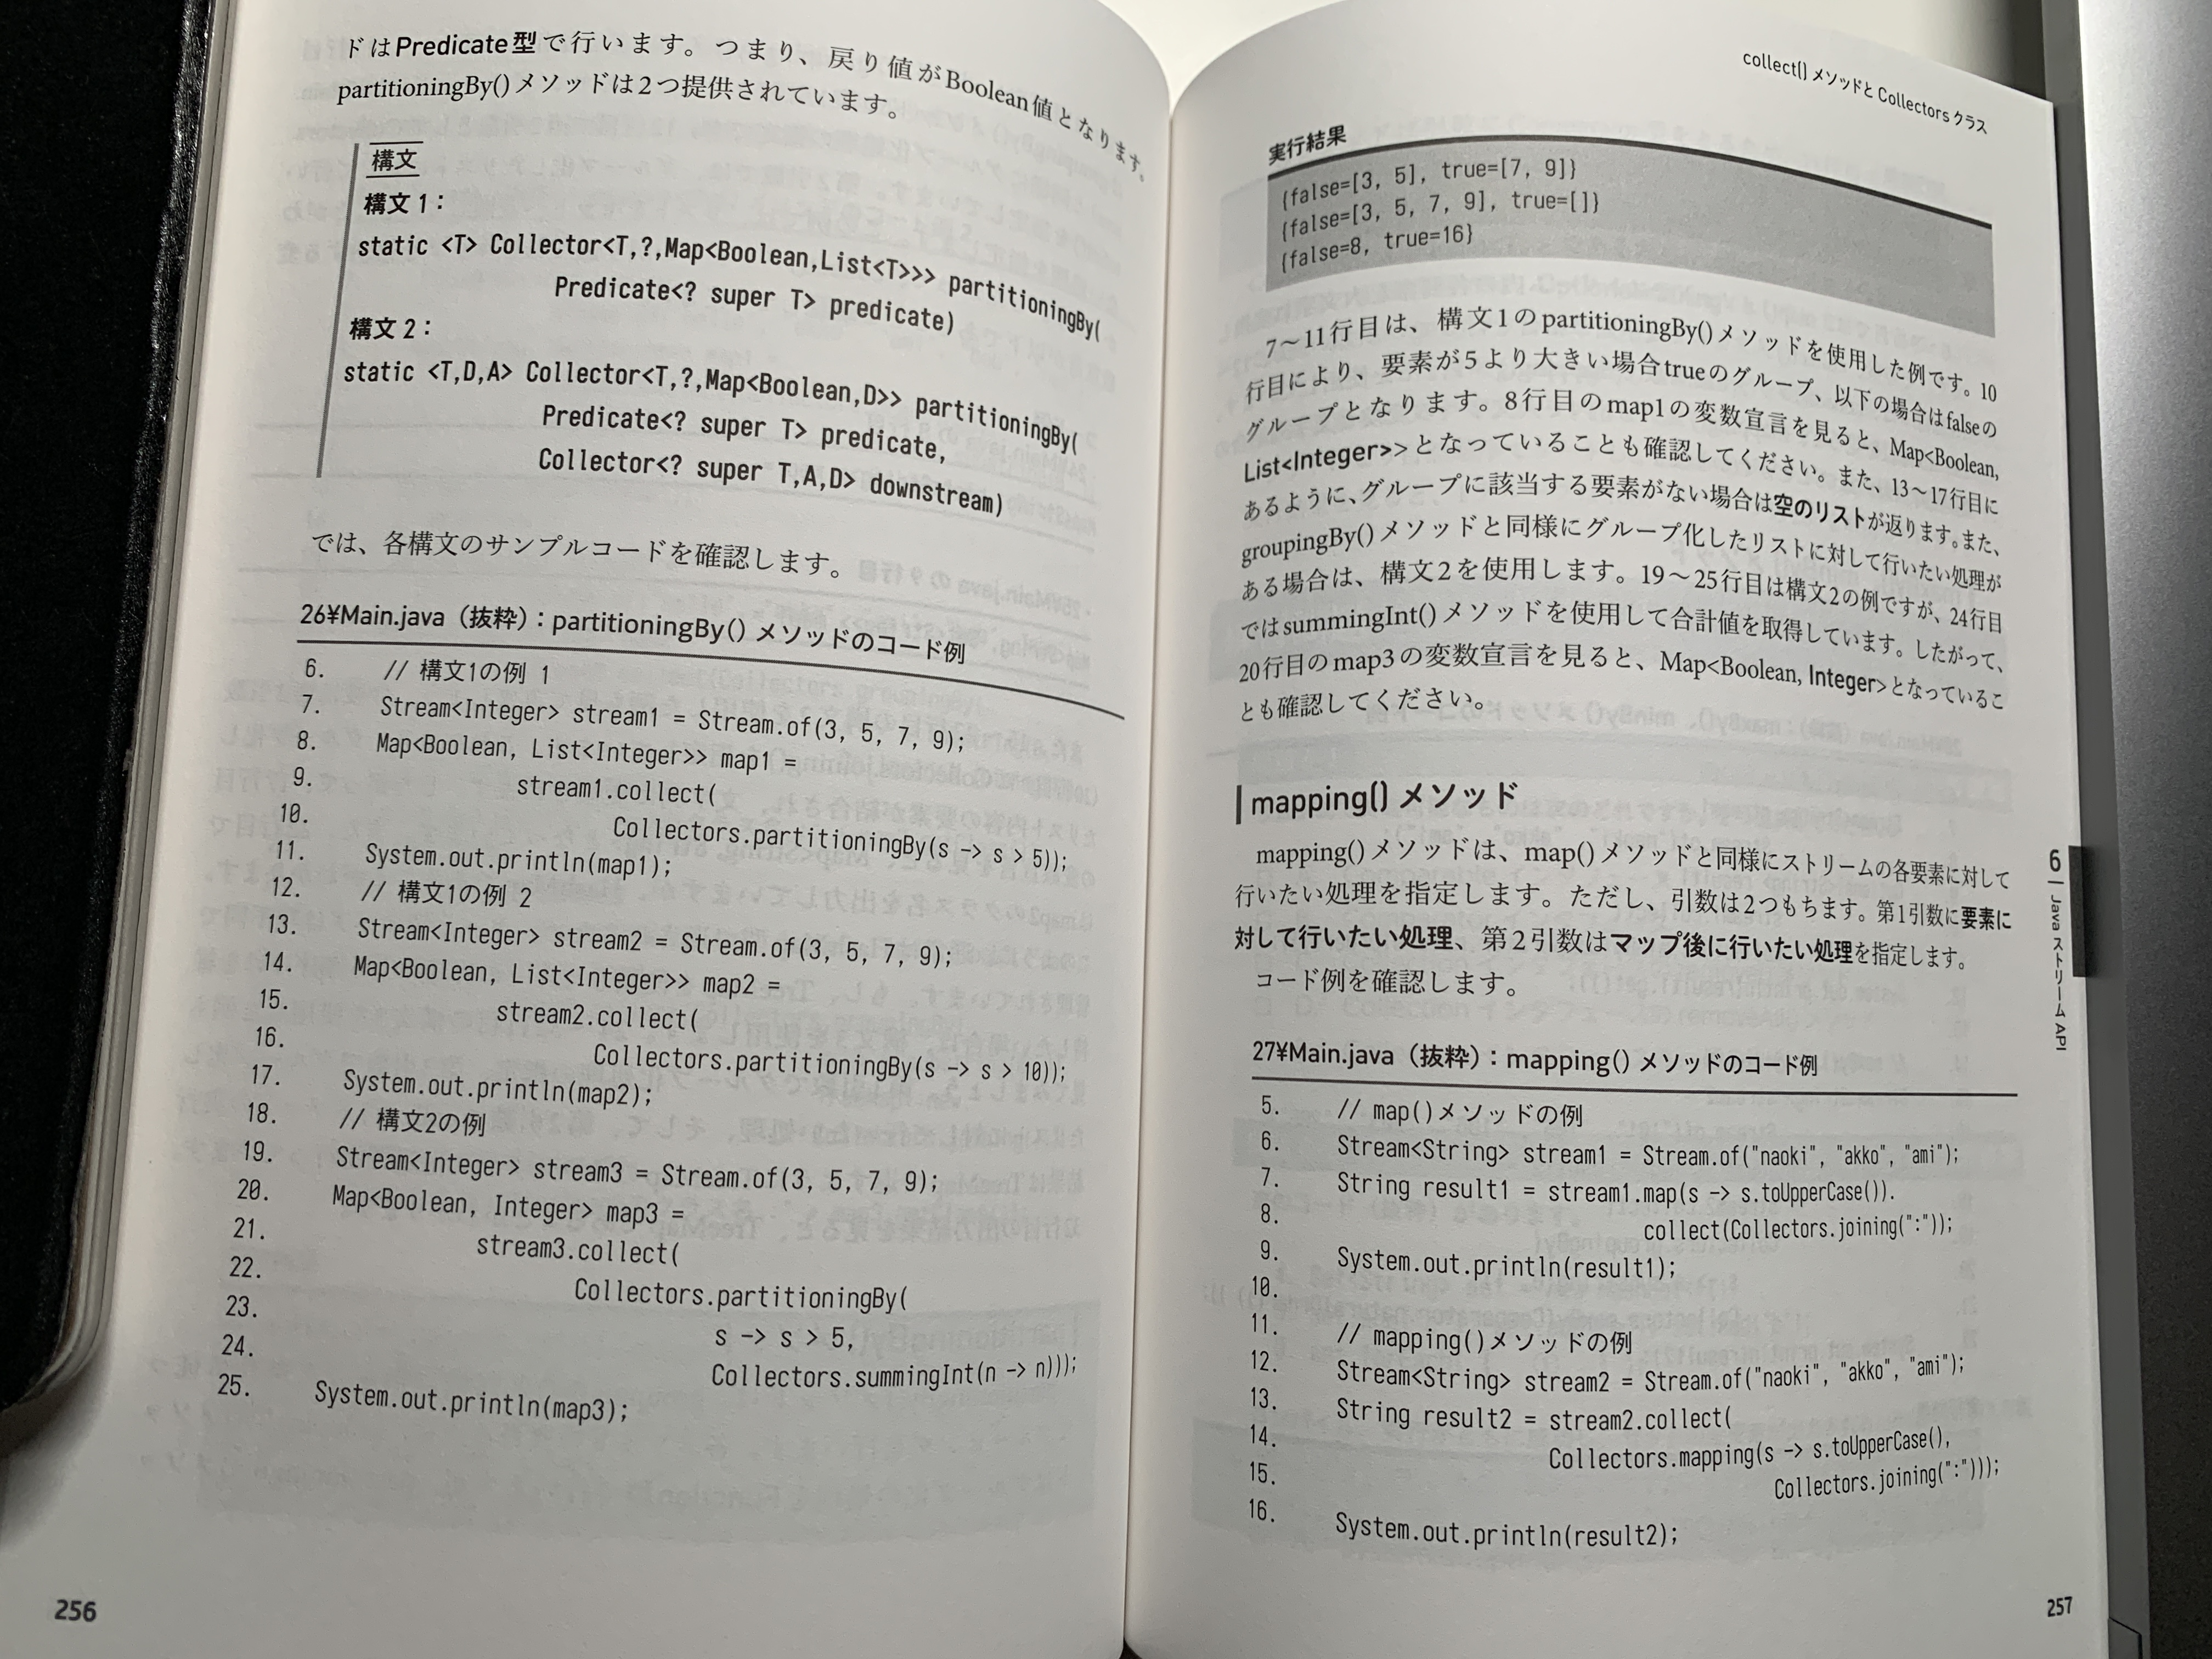 ドはPredicate型で行います。つまり、戻り値がBoolean値となります。
partitioningBy()メソッドは2つ提供されています。
構文
構文1：
static <T> Collector<T,?,Map<Boolean,List<T>>> partitioningBy(
Predicate<? super T> predicate)
構文2：
static <T,D,A> Collector<T,?,Map<Boolean,D>> partitioningBy(
Predicate<? super T> predicate,
Collector<? super T,A,D> downstream)
では、各構文のサンプルコードを確認します。
26¥Main.java（抜粋）：partitioningBy() メソッドのコード例
6. // 構文1の例 1
7. Stream<Integer> stream1 = Stream.of(3, 5, 7, 9);
8. Map<Boolean, List<Integer>> map1 =
9. stream1.collect(
10. Collectors.partitioningBy(s -> s > 5));
11. System.out.println(map1);
12. // 構文1の例 2
13. Stream<Integer> stream2 = Stream.of(3, 5, 7, 9);
14. Map<Boolean, List<Integer>> map2 =
15. stream2.collect(
16. Collectors.partitioningBy(s -> s > 10));
17. System.out.println(map2);
18. // 構文2の例
19. Stream<Integer> stream3 = Stream.of(3, 5, 7, 9);
20. Map<Boolean, Integer> map3 =
21. stream3.collect(
22. Collectors.partitioningBy(
23. s -> s > 5,
24. Collectors.summingInt(n -> n)));
25. System.out.println(map3);
256
collect() メソッドと Collectors クラス
実行結果
{false=[3, 5], true=[7, 9]}
{false=[3, 5, 7, 9], true=[]}
{false=8, true=16}
7～11行目は、構文1のpartitioningBy()メソッドを使用した例です。10
行目により、要素が5より大きい場合trueのグループ、以下の場合はfalseの
グループとなります。8行目のmap1の変数宣言を見ると、Map<Boolean,
List<Integer>>となっていることも確認してください。また、13～17行目に
あるように、グループに該当する要素がない場合は空のリストが返ります。また、
groupingBy()メソッドと同様にグループ化したリストに対して行いたい処理が
ある場合は、構文2を使用します。19～25行目は構文2の例ですが、24行目
ではsummingInt()メソッドを使用して合計値を取得しています。したがって、
20行目のmap3の変数宣言を見ると、Map<Boolean, Integer>となっているこ
とも確認してください。
mapping() メソッド
mapping()メソッドは、map()メソッドと同様にストリームの各要素に対して
行いたい処理を指定します。ただし、引数は2つもちます。第1引数に要素に
対して行いたい処理、第2引数はマップ後に行いたい処理を指定します。
コード例を確認します。
27¥Main.java（抜粋）：mapping() メソッドのコード例
5. // map()メソッドの例
6. Stream<String> stream1 = Stream.of("naoki", "akko", "ami");
7. String result1 = stream1.map(s -> s.toUpperCase()).
8. collect(Collectors.joining(":"));
9. System.out.println(result1);
10.
11. // mapping()メソッドの例
12. Stream<String> stream2 = Stream.of("naoki", "akko", "ami");
13. String result2 = stream2.collect(
14. Collectors.mapping(s -> s.toUpperCase(),
15. Collectors.joining(":")));
16. System.out.println(result2);
6 Java ストリーム API
257